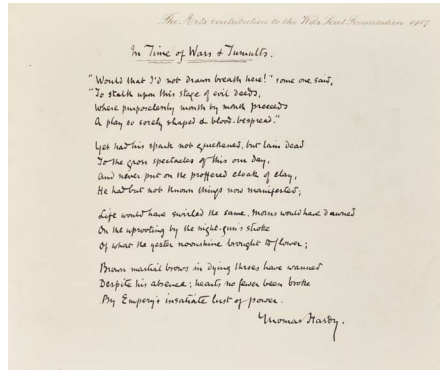 The Arts contribution to the War Seal Foundation 1917.
In Time of Wars & Tumults.
"Would that I'd not drawn breath here!" some one said,
"To stalk upon this stage of evil deeds,
Where purposelessly month by month proceeds
A play so sorely shaped & blood-bespread."
Yet had his spark not quickened, but lain dead
To the gross spectacles of this our day,
And never put on the proffered cloak of clay,
He had but not known things now manifested;
Life would have swirled the same. Morns would have dawned
On the uprooting by the night-gun's stroke
Of what the yester noonshine brought to flower;
Brown martial brows in dying throes have wanned
Despite his absence; hearts no fewer been broke
By Empery's insatiate lust of power.
Thomas Hardy.